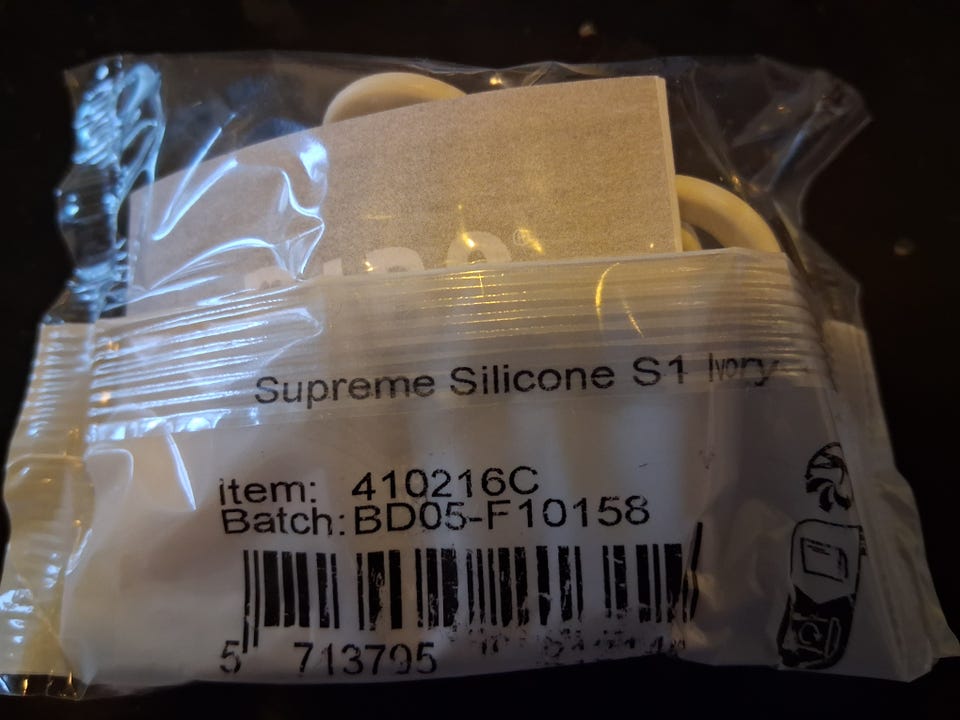 Supreme Silicone S1 Ivory
item: 410216C
Batch: BD05-F10158
5 713795